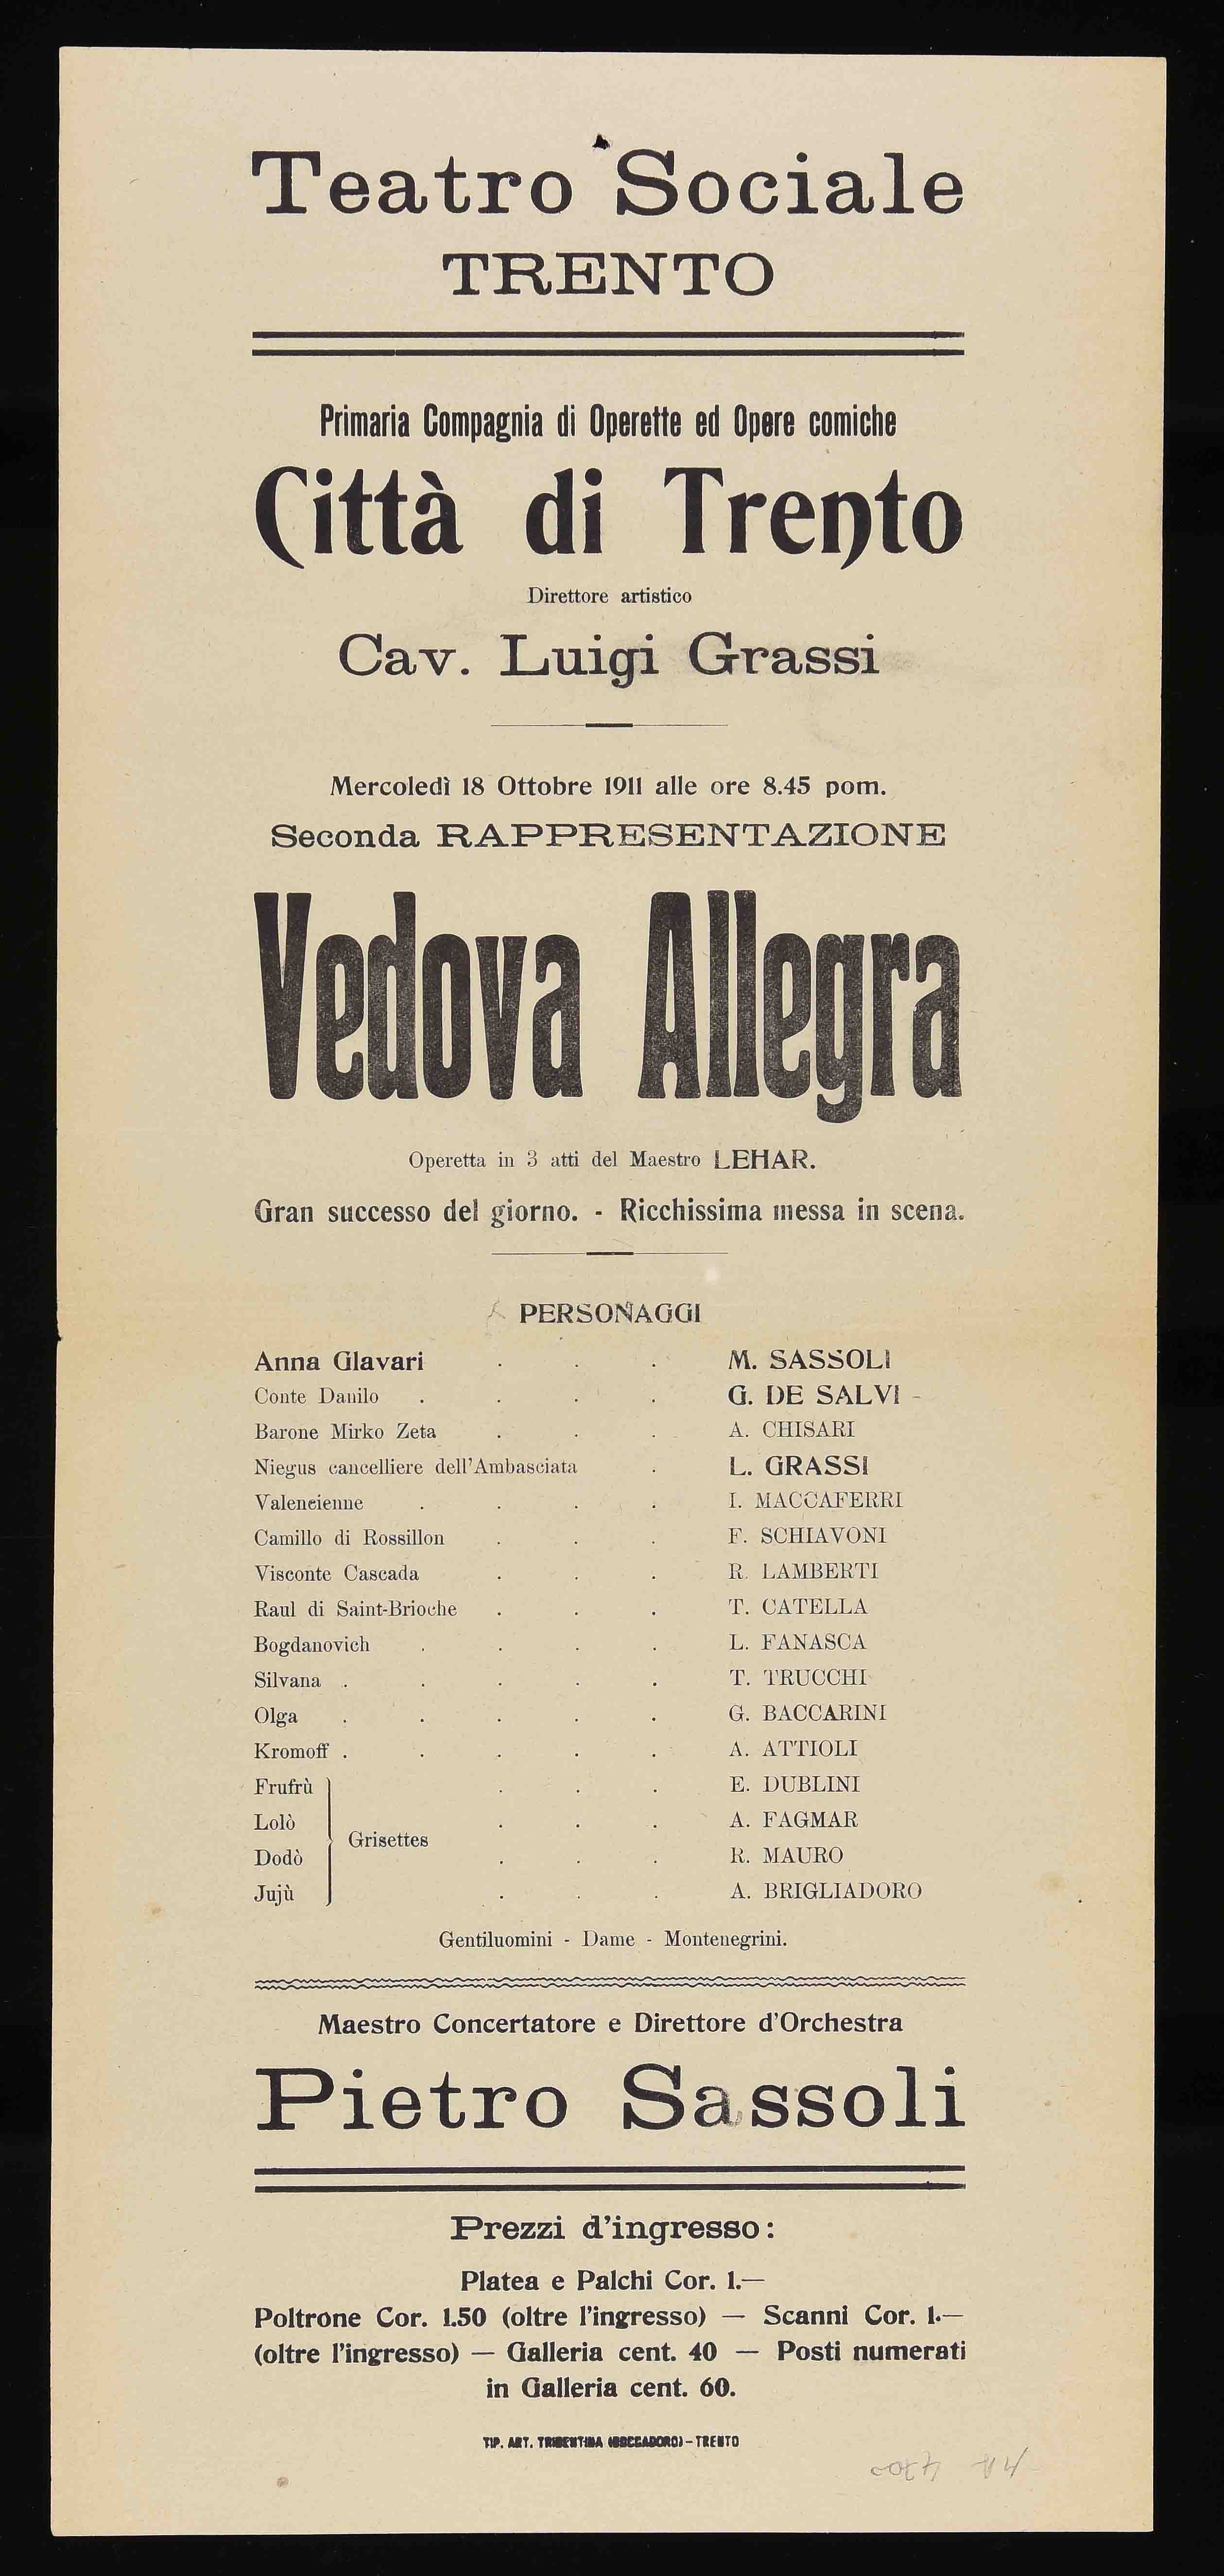 Teatro Sociale
TRENTO
Primaria Compagnia di Operette ed Opere comiche
Città di Trento
Direttore artistico
Cav. Luigi Grassi
Mercoledì 18 Ottobre 1911 alle ore 8.45 pom.
Seconda RAPPRESENTAZIONE
Vedova Allegra
Operetta in 3 atti del Maestro LEHAR.
Gran successo del giorno. - Ricchissima messa in scena.
PERSONAGGI
Anna Glavari . . . M. SASSOLI
Conte Danilo . . . . G. DE SALVI
Barone Mirko Zeta . . . A. CHISARI
Niegus cancelliere dell'Ambasciata . L. GRASSI
Valencienne . . . . I. MACCAFERRI
Camillo di Rossillon . . . F. SCHIAVONI
Visconte Cascada . . . R. LAMBERTI
Raul di Saint-Brioche . . . T. CATELLA
Bogdanovich . . . . L. FANASCA
Silvana . . . . . T. TRUCCHI
Olga . . . . . G. BACCARINI
Kromoff . . . . . A. ATTIOLI
Frufrù . . . E. DUBLINI
Lolò . . . A. FAGMAR
Grisettes
Dodò . . . R. MAURO
Jujù . . . A. BRIGLIADORO
Gentiluomini - Dame - Montenegrini.
Maestro Concertatore e Direttore d'Orchestra
Pietro Sassoli
Prezzi d'ingresso:
Platea e Palchi Cor. 1.—
Poltrone Cor. 1.50 (oltre l'ingresso) — Scanni Cor. 1.—
(oltre l'ingresso) — Galleria cent. 40 — Posti numerati
in Galleria cent. 60.
TIP. ART. TRIDENTINA (BOCCADORO) - TRENTO